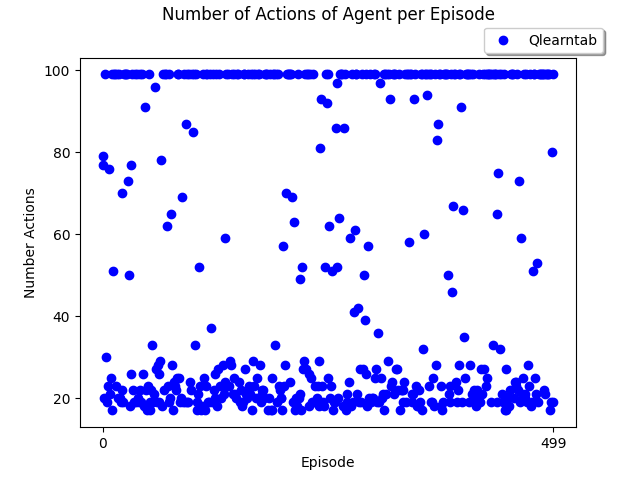 Number of Actions of Agent per Episode
Qlearntab
100
80
60
40
20
Number Actions
0
499
Episode